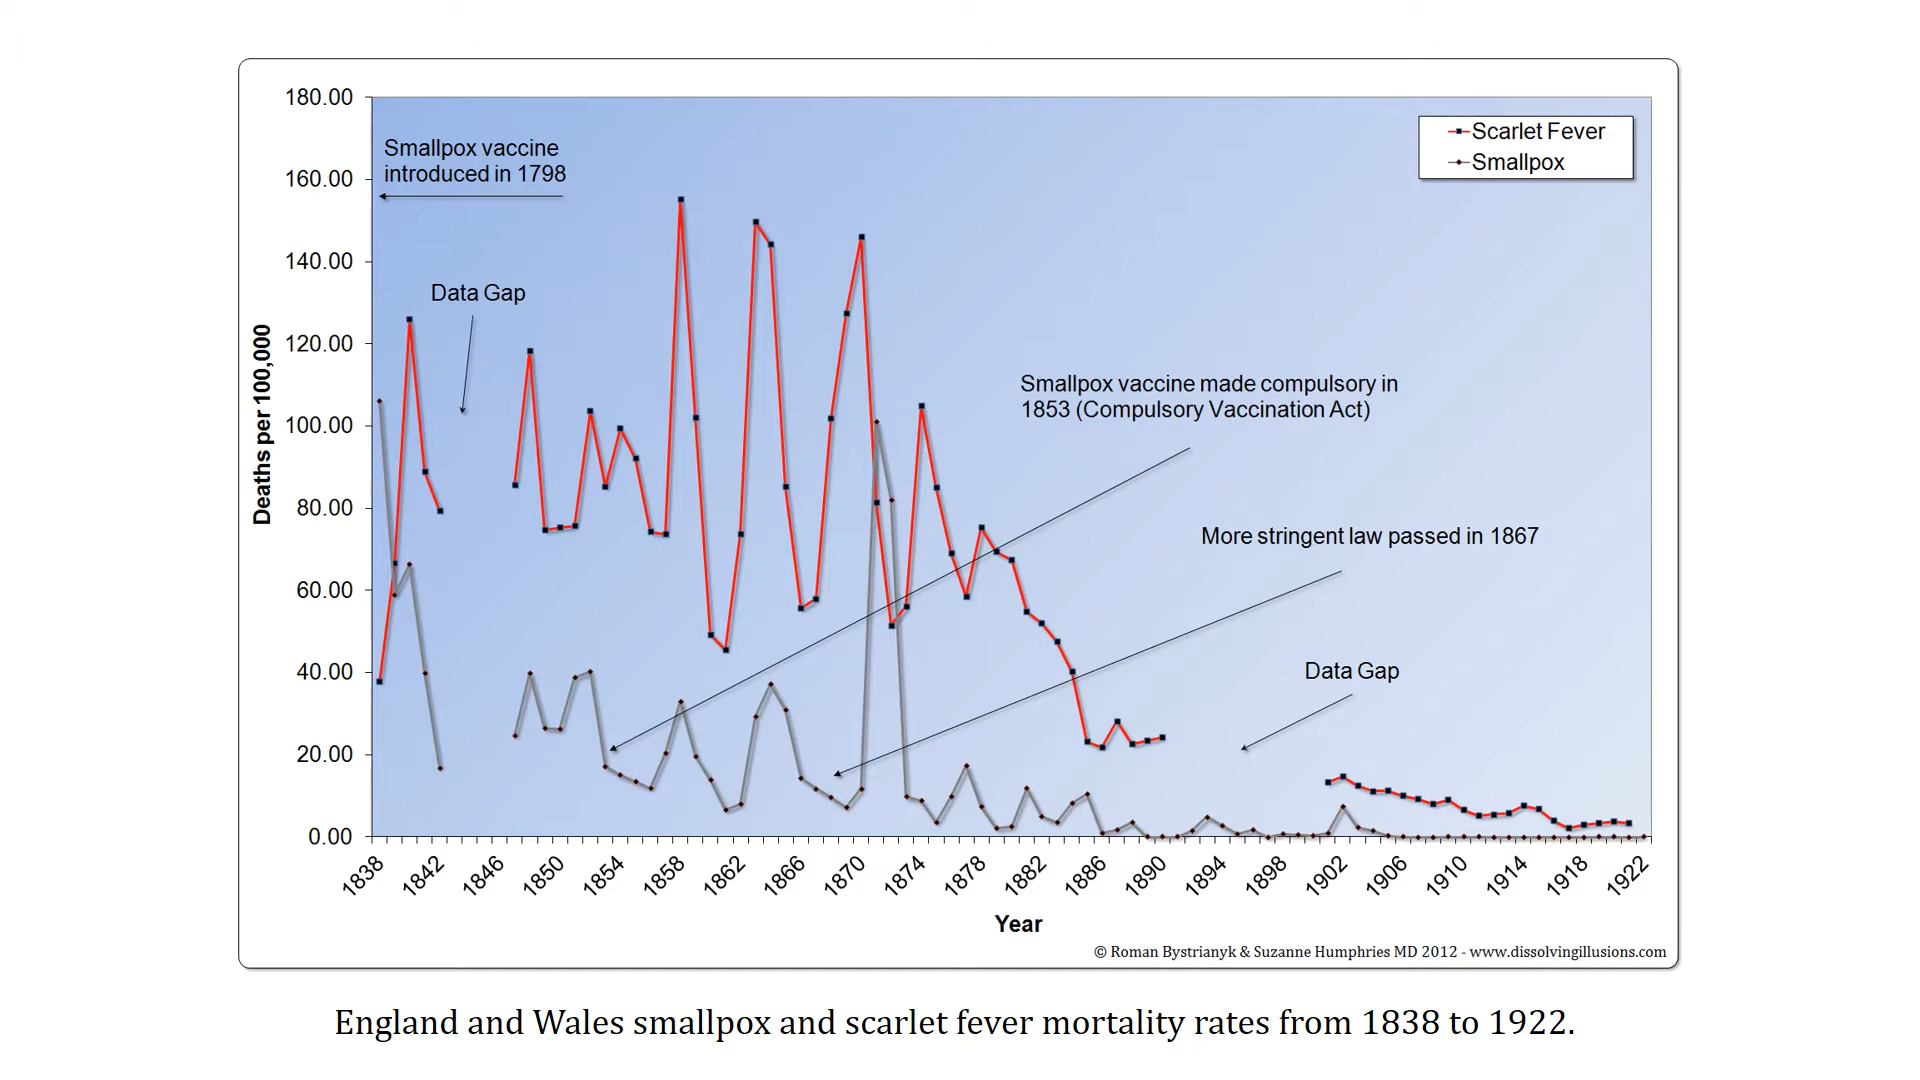 180.00
160.00
140.00
120.00
100.00
80.00
60.00
40.00
20.00
0.00
Deaths per 100,000
Smallpox vaccine
introduced in 1798
Data Gap
Scarlet Fever
Smallpox
Smallpox vaccine made compulsory in
1853 (Compulsory Vaccination Act)
More stringent law passed in 1867
Data Gap
1838 1842 1846 1850 1854 1858 1862 1866 1870 1874 1878 1882 1886 1890 1894 1898 1902 1906 1910 1914 1918 1922
Year
© Roman Bystrianyk & Suzanne Humphries MD 2012 - www.dissolvingillusions.com
England and Wales smallpox and scarlet fever mortality rates from 1838 to 1922.